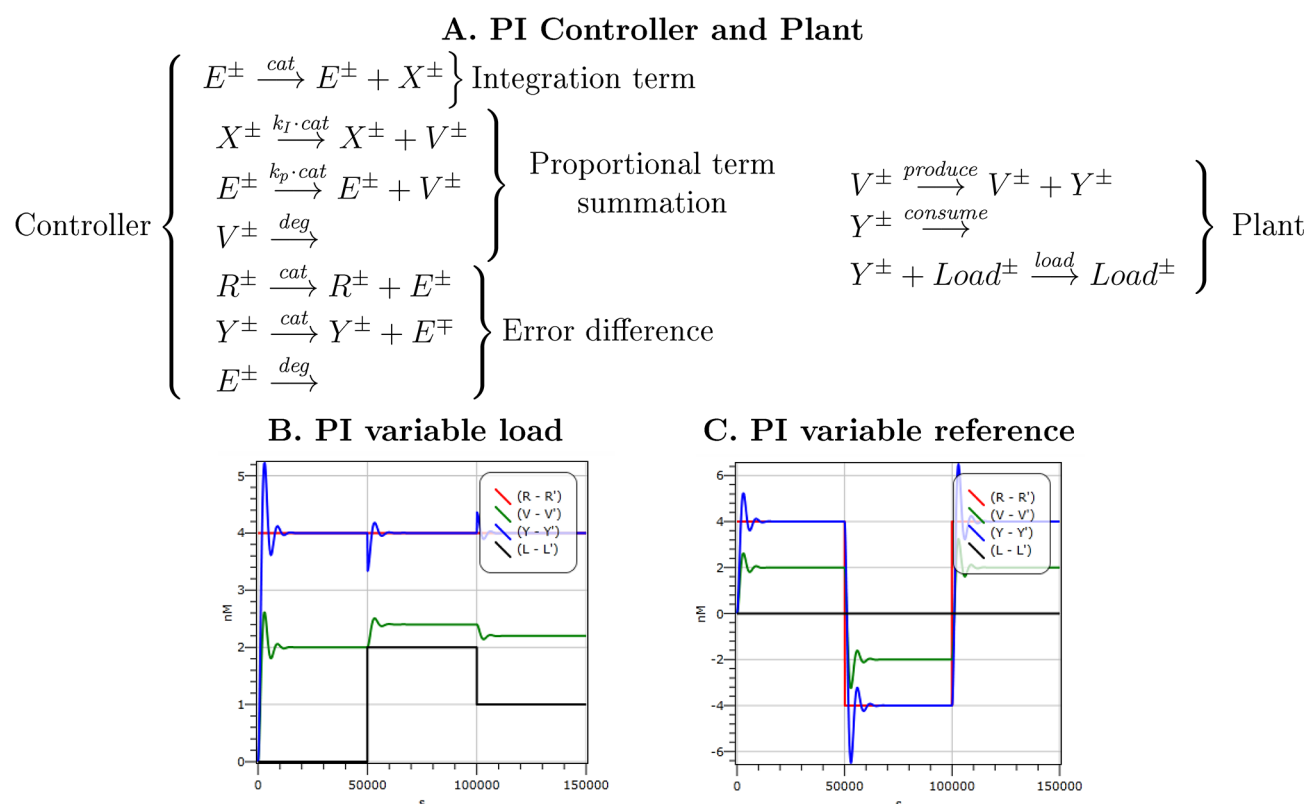 A. PI Controller and Plant
E± cat⟶ E± + X± } Integration term
X± k_I·cat⟶ X± + V±
E± k_p·cat⟶ E± + V±
V± deg⟶
Proportional term
summation
R± cat⟶ R± + E±
Y± cat⟶ Y± + E∓
E± deg⟶
Error difference
Controller
V± produce⟶ V± + Y±
Y± consume⟶
Y± + Load± load⟶ Load±
Plant
B. PI variable load
5
4
3
2
1
0
nM
0 50000 100000 150000
s
(R - R')
(V - V')
(Y - Y')
(L - L')
C. PI variable reference
6
4
2
0
-2
-4
-6
nM
0 50000 100000 150000
s
(R - R')
(V - V')
(Y - Y')
(L - L')